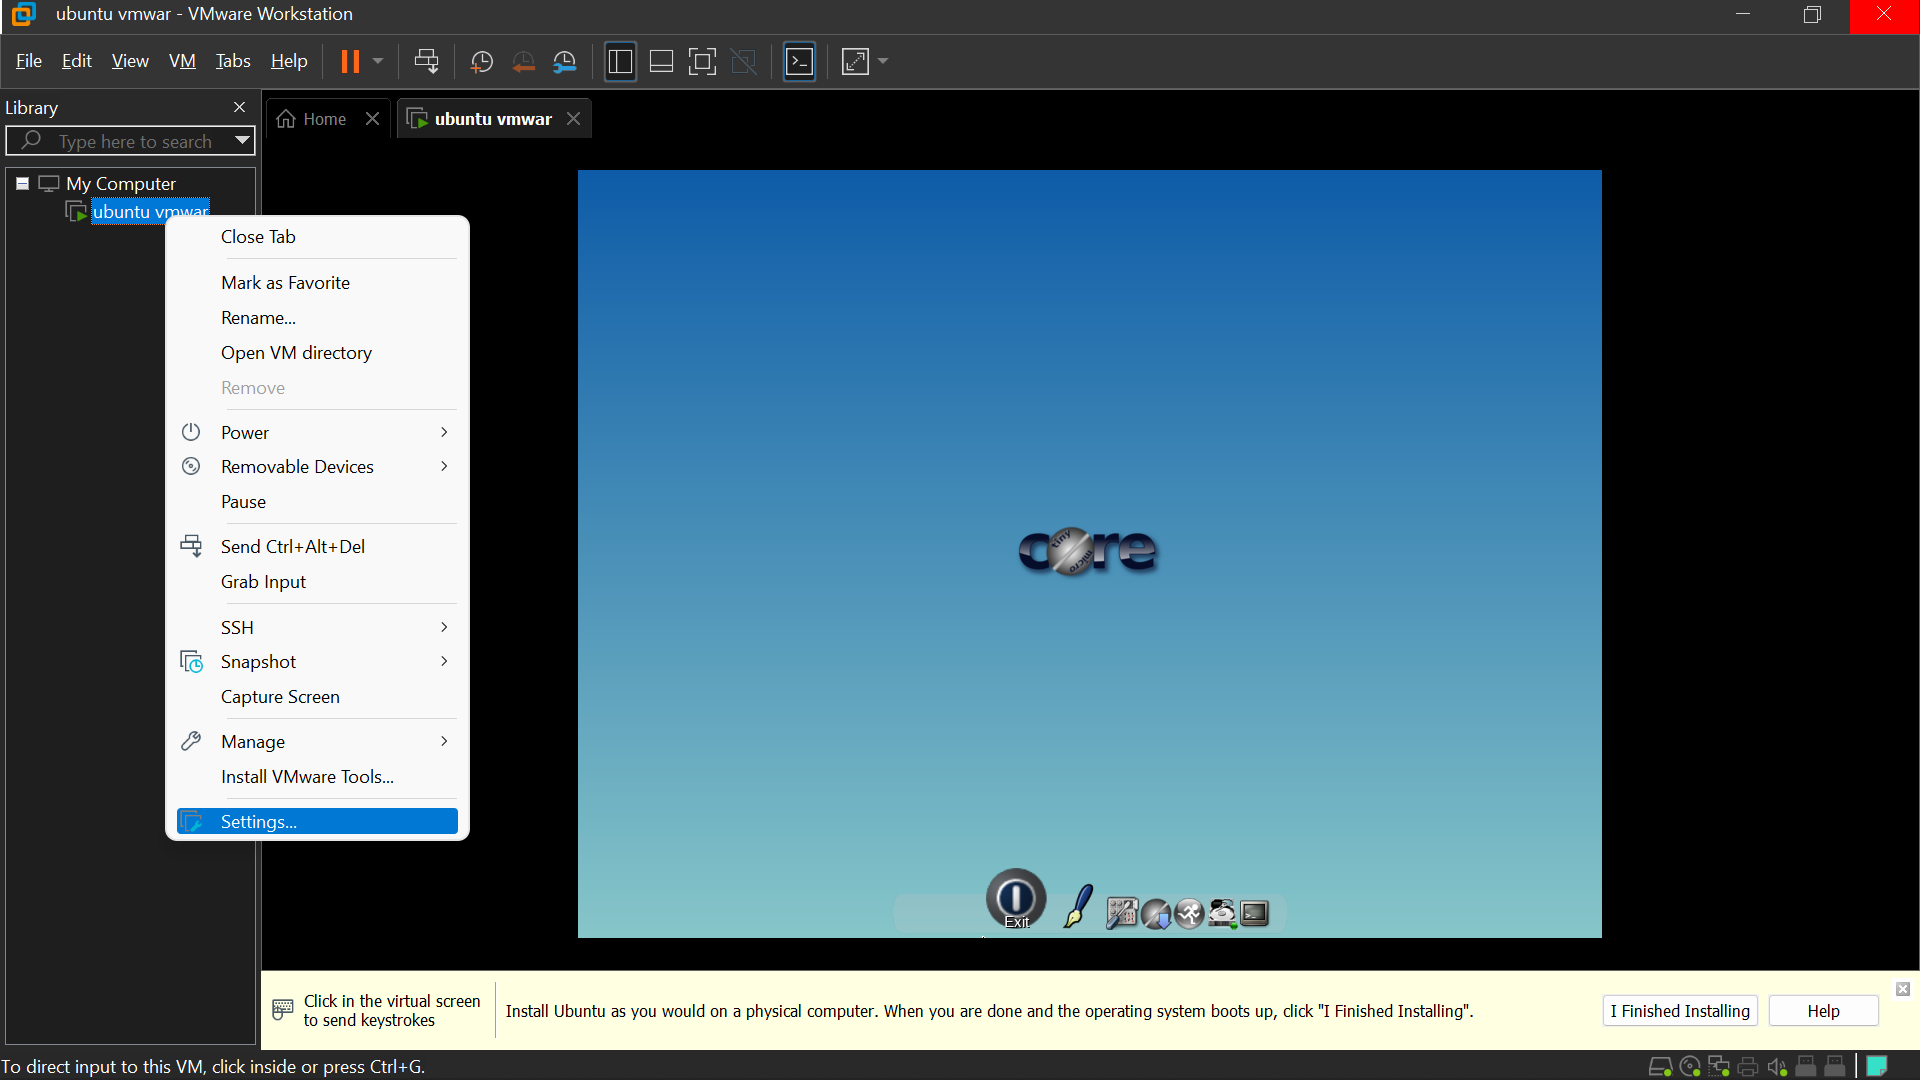 ubuntu vmwar - VMware Workstation
File Edit View VM Tabs Help
Library
Home
ubuntu vmwar
Type here to search
My Computer
ubuntu vmwar
Close Tab
Mark as Favorite
Rename...
Open VM directory
Remove
Power
Removable Devices
Pause
Send Ctrl+Alt+Del
Grab Input
SSH
Snapshot
Capture Screen
Manage
Install VMware Tools...
Settings...
core
tiny
micro
Exit
Click in the virtual screen
to send keystrokes
Install Ubuntu as you would on a physical computer. When you are done and the operating system boots up, click "I Finished Installing".
I Finished Installing
Help
To direct input to this VM, click inside or press Ctrl+G.